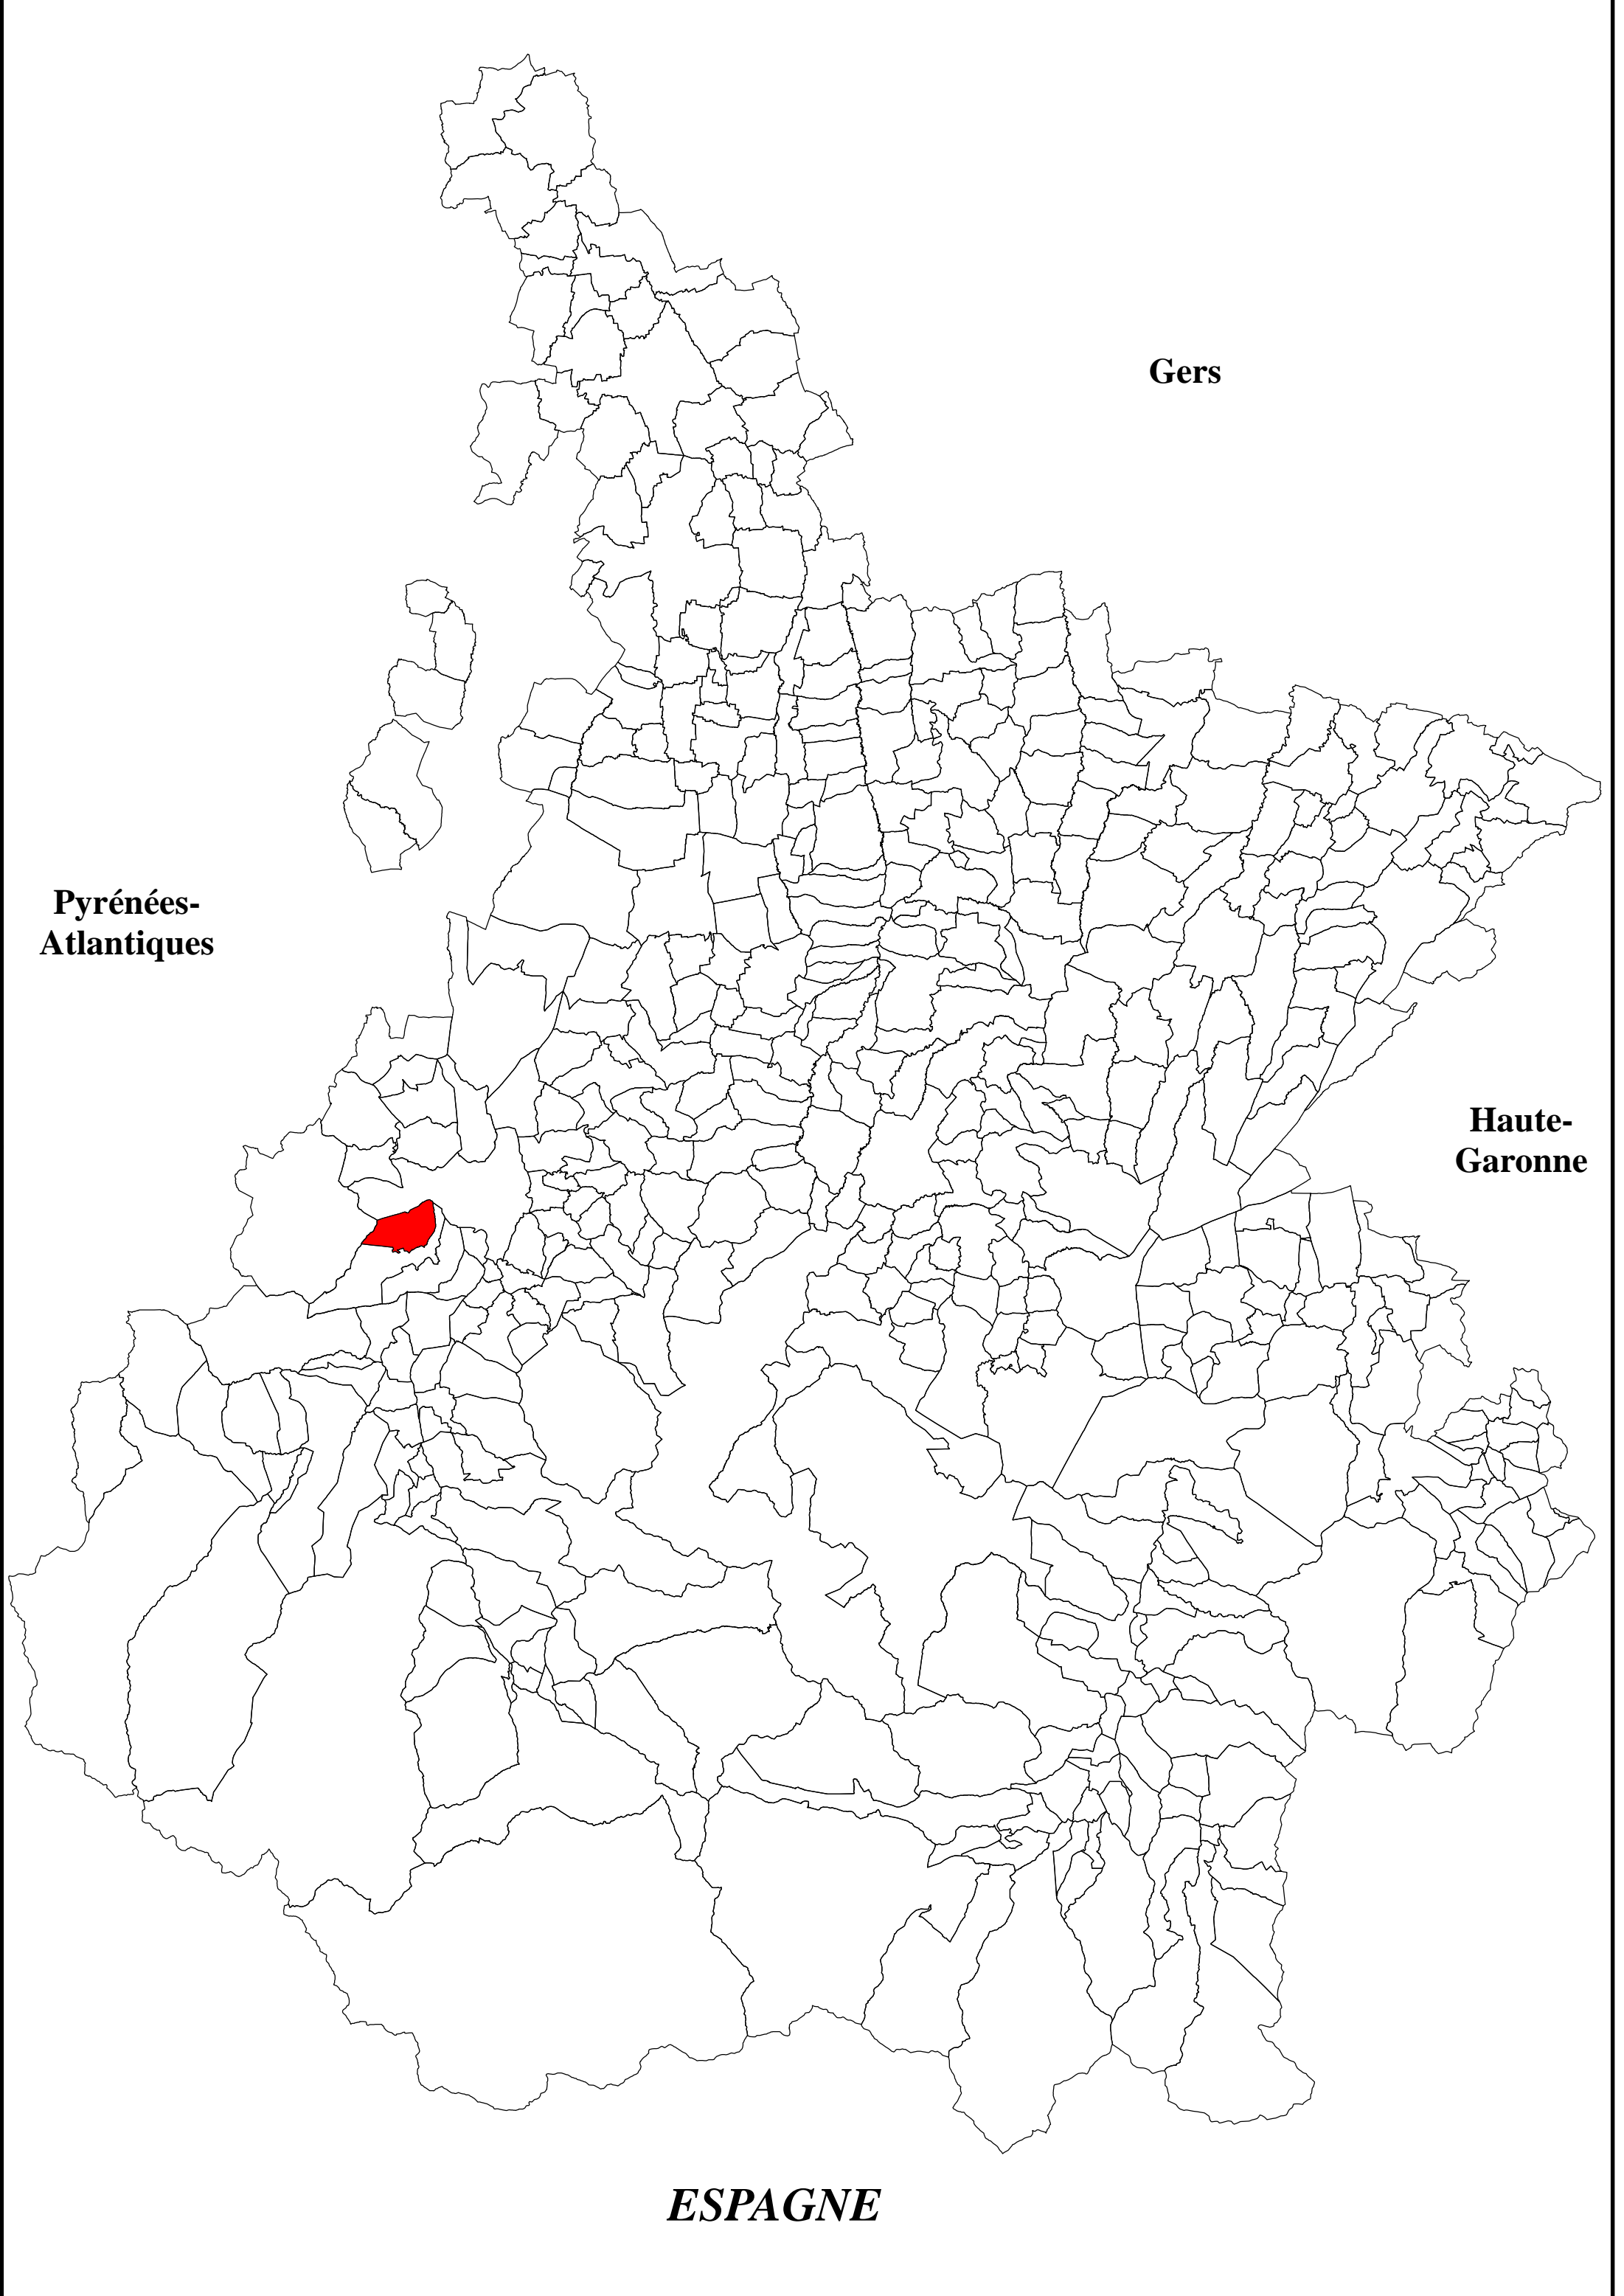 Gers
Pyrénées-
Atlantiques
Haute-
Garonne
ESPAGNE